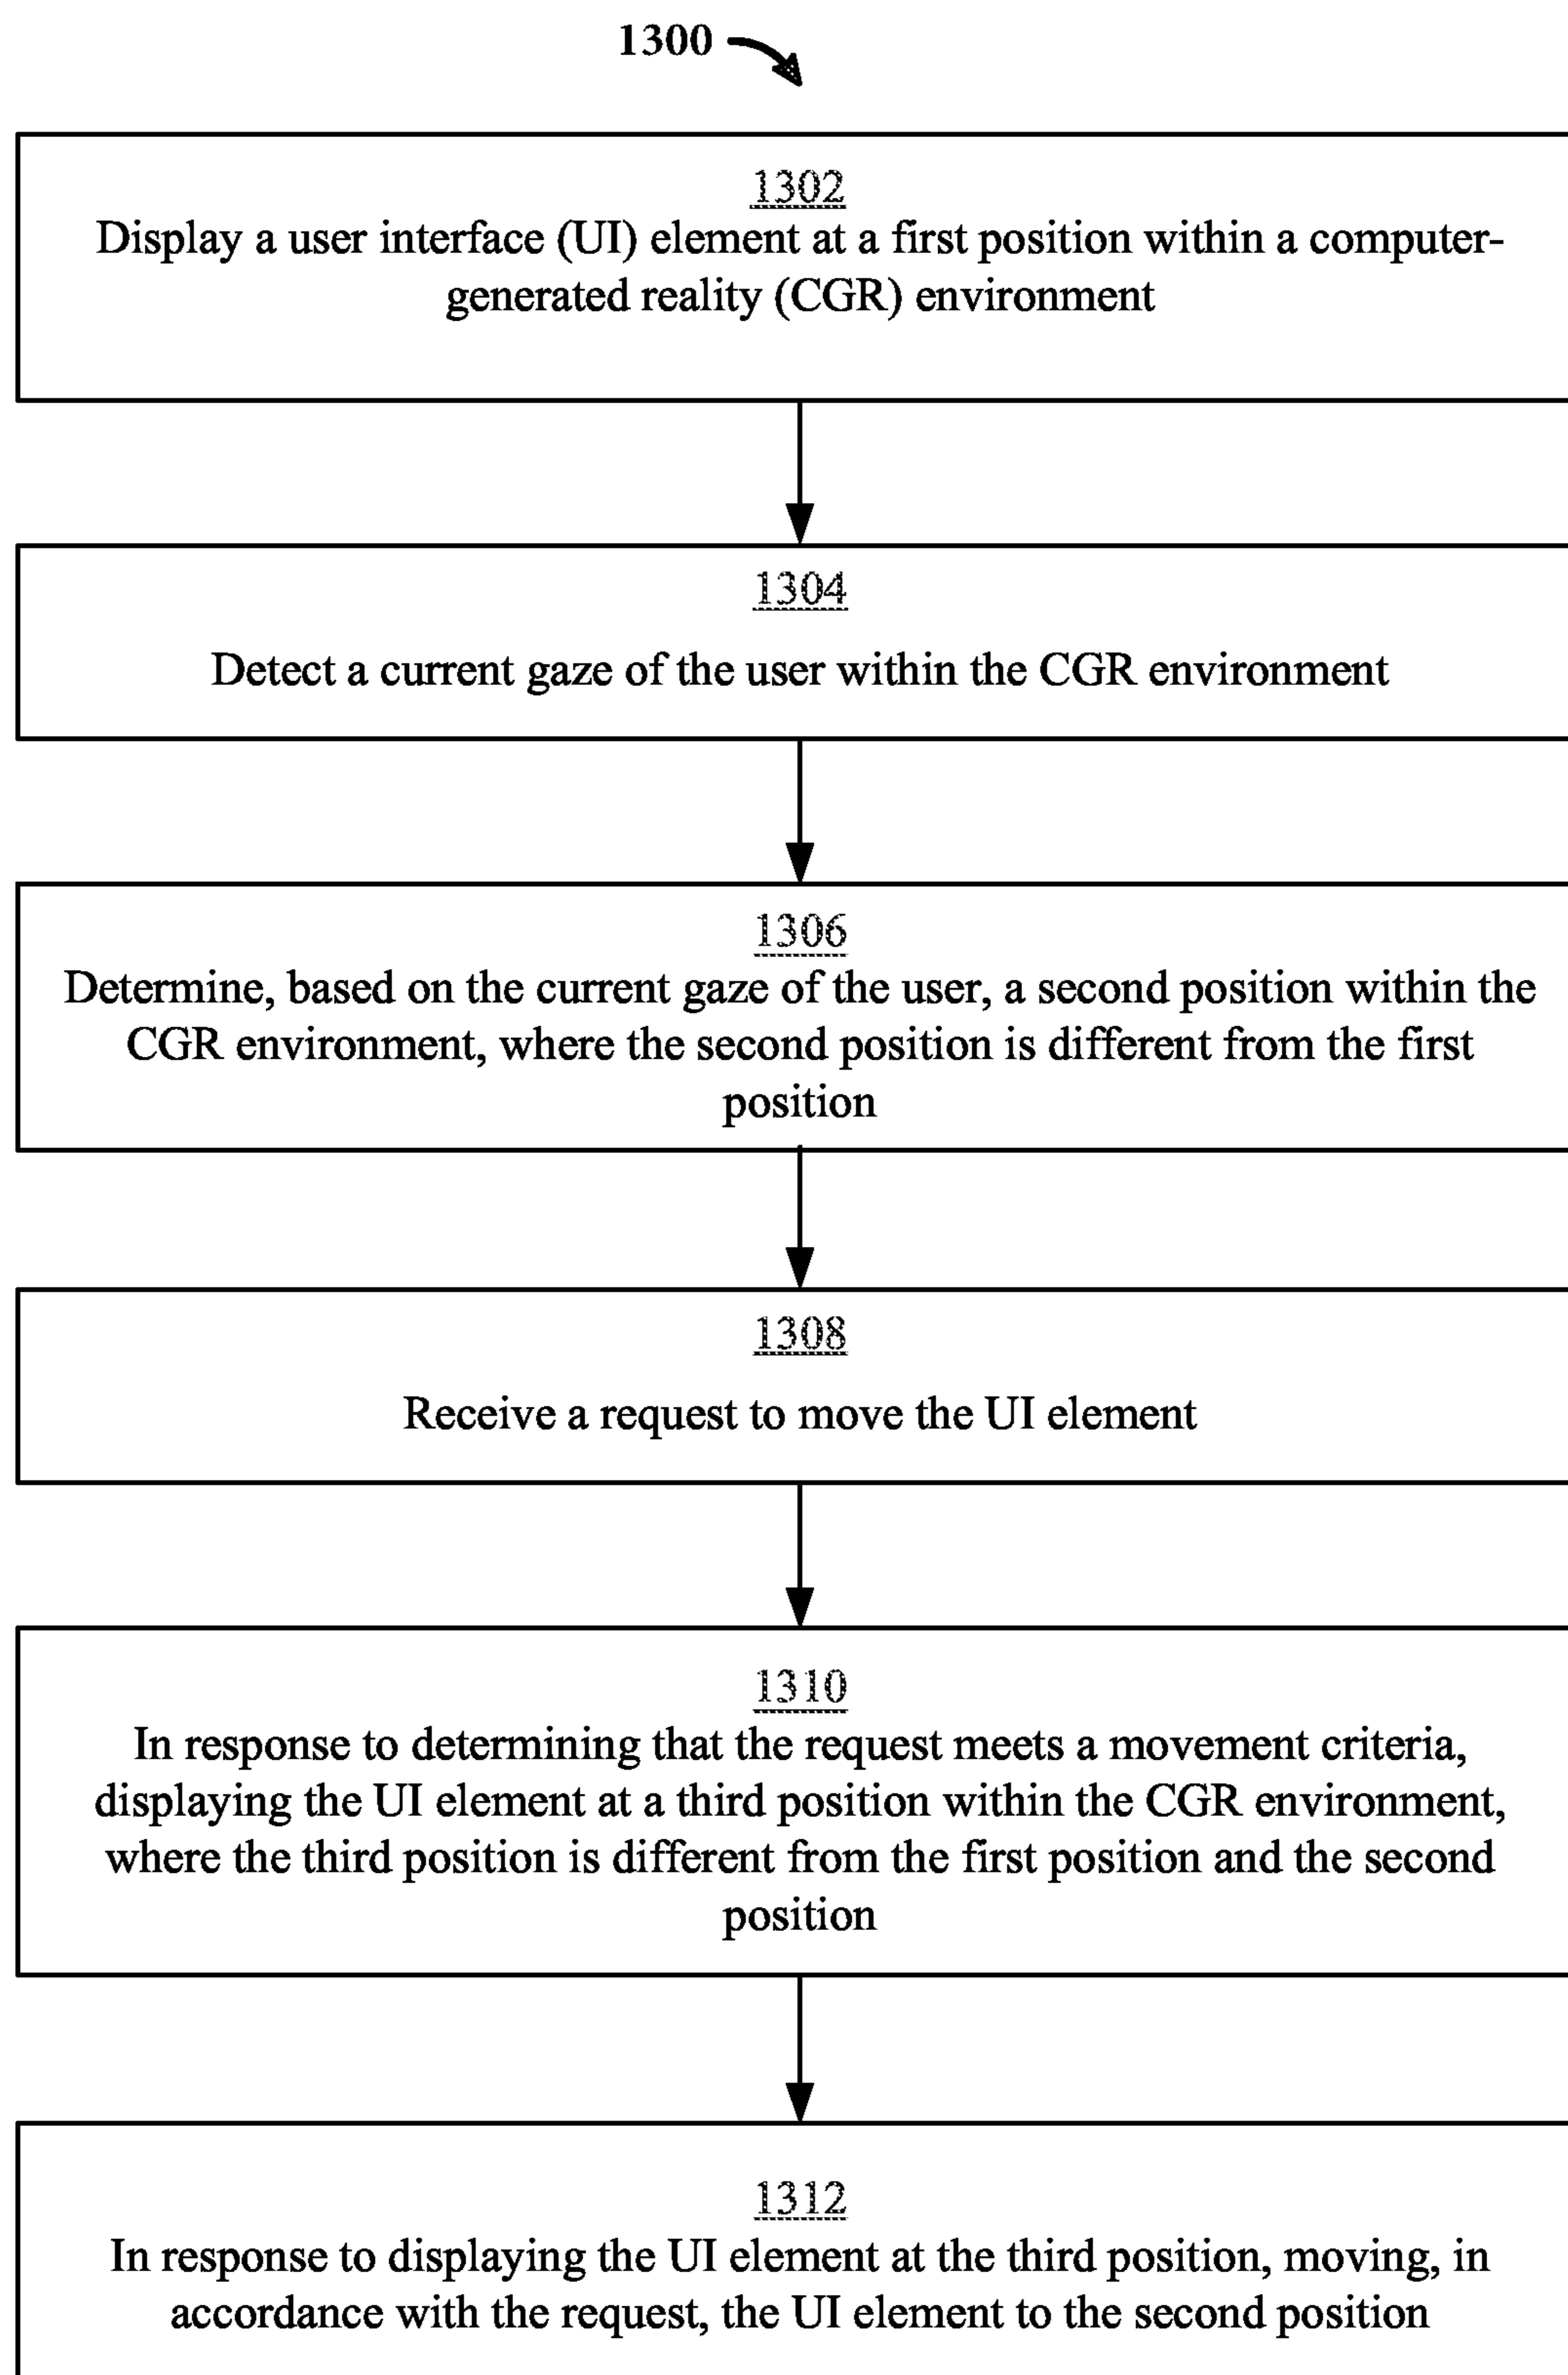 1300
1302
Display a user interface (UI) element at a first position within a computer-
generated reality (CGR) environment
1304
Detect a current gaze of the user within the CGR environment
1306
Determine, based on the current gaze of the user, a second position within the
CGR environment, where the second position is different from the first
position
1308
Receive a request to move the UI element
1310
In response to determining that the request meets a movement criteria,
displaying the UI element at a third position within the CGR environment,
where the third position is different from the first position and the second
position
1312
In response to displaying the UI element at the third position, moving, in
accordance with the request, the UI element to the second position